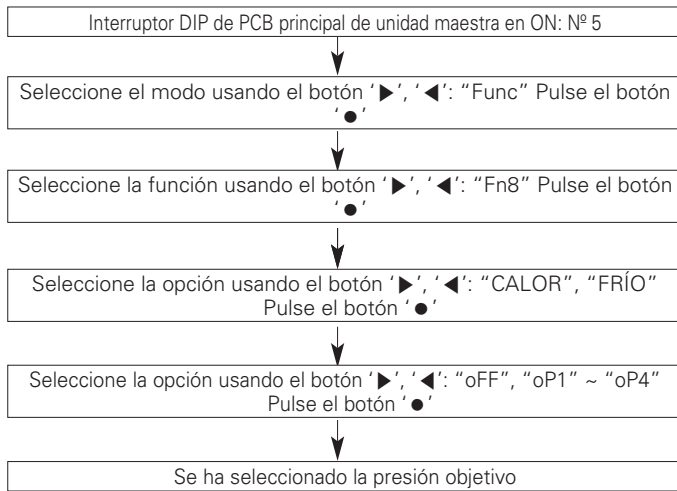 Interruptor DIP de PCB principal de unidad maestra en ON: Nº 5
Seleccione el modo usando el botón ‘▶’, ‘◀’: “Func” Pulse el botón
‘●’
Seleccione la función usando el botón ‘▶’, ‘◀’: “Fn8” Pulse el botón
‘●’
Seleccione la opción usando el botón ‘▶’, ‘◀’: “CALOR”, “FRÍO”
Pulse el botón ‘●’
Seleccione la opción usando el botón ‘▶’, ‘◀’: “oFF”, “oP1” ~ “oP4”
Pulse el botón ‘●’
Se ha seleccionado la presión objetivo